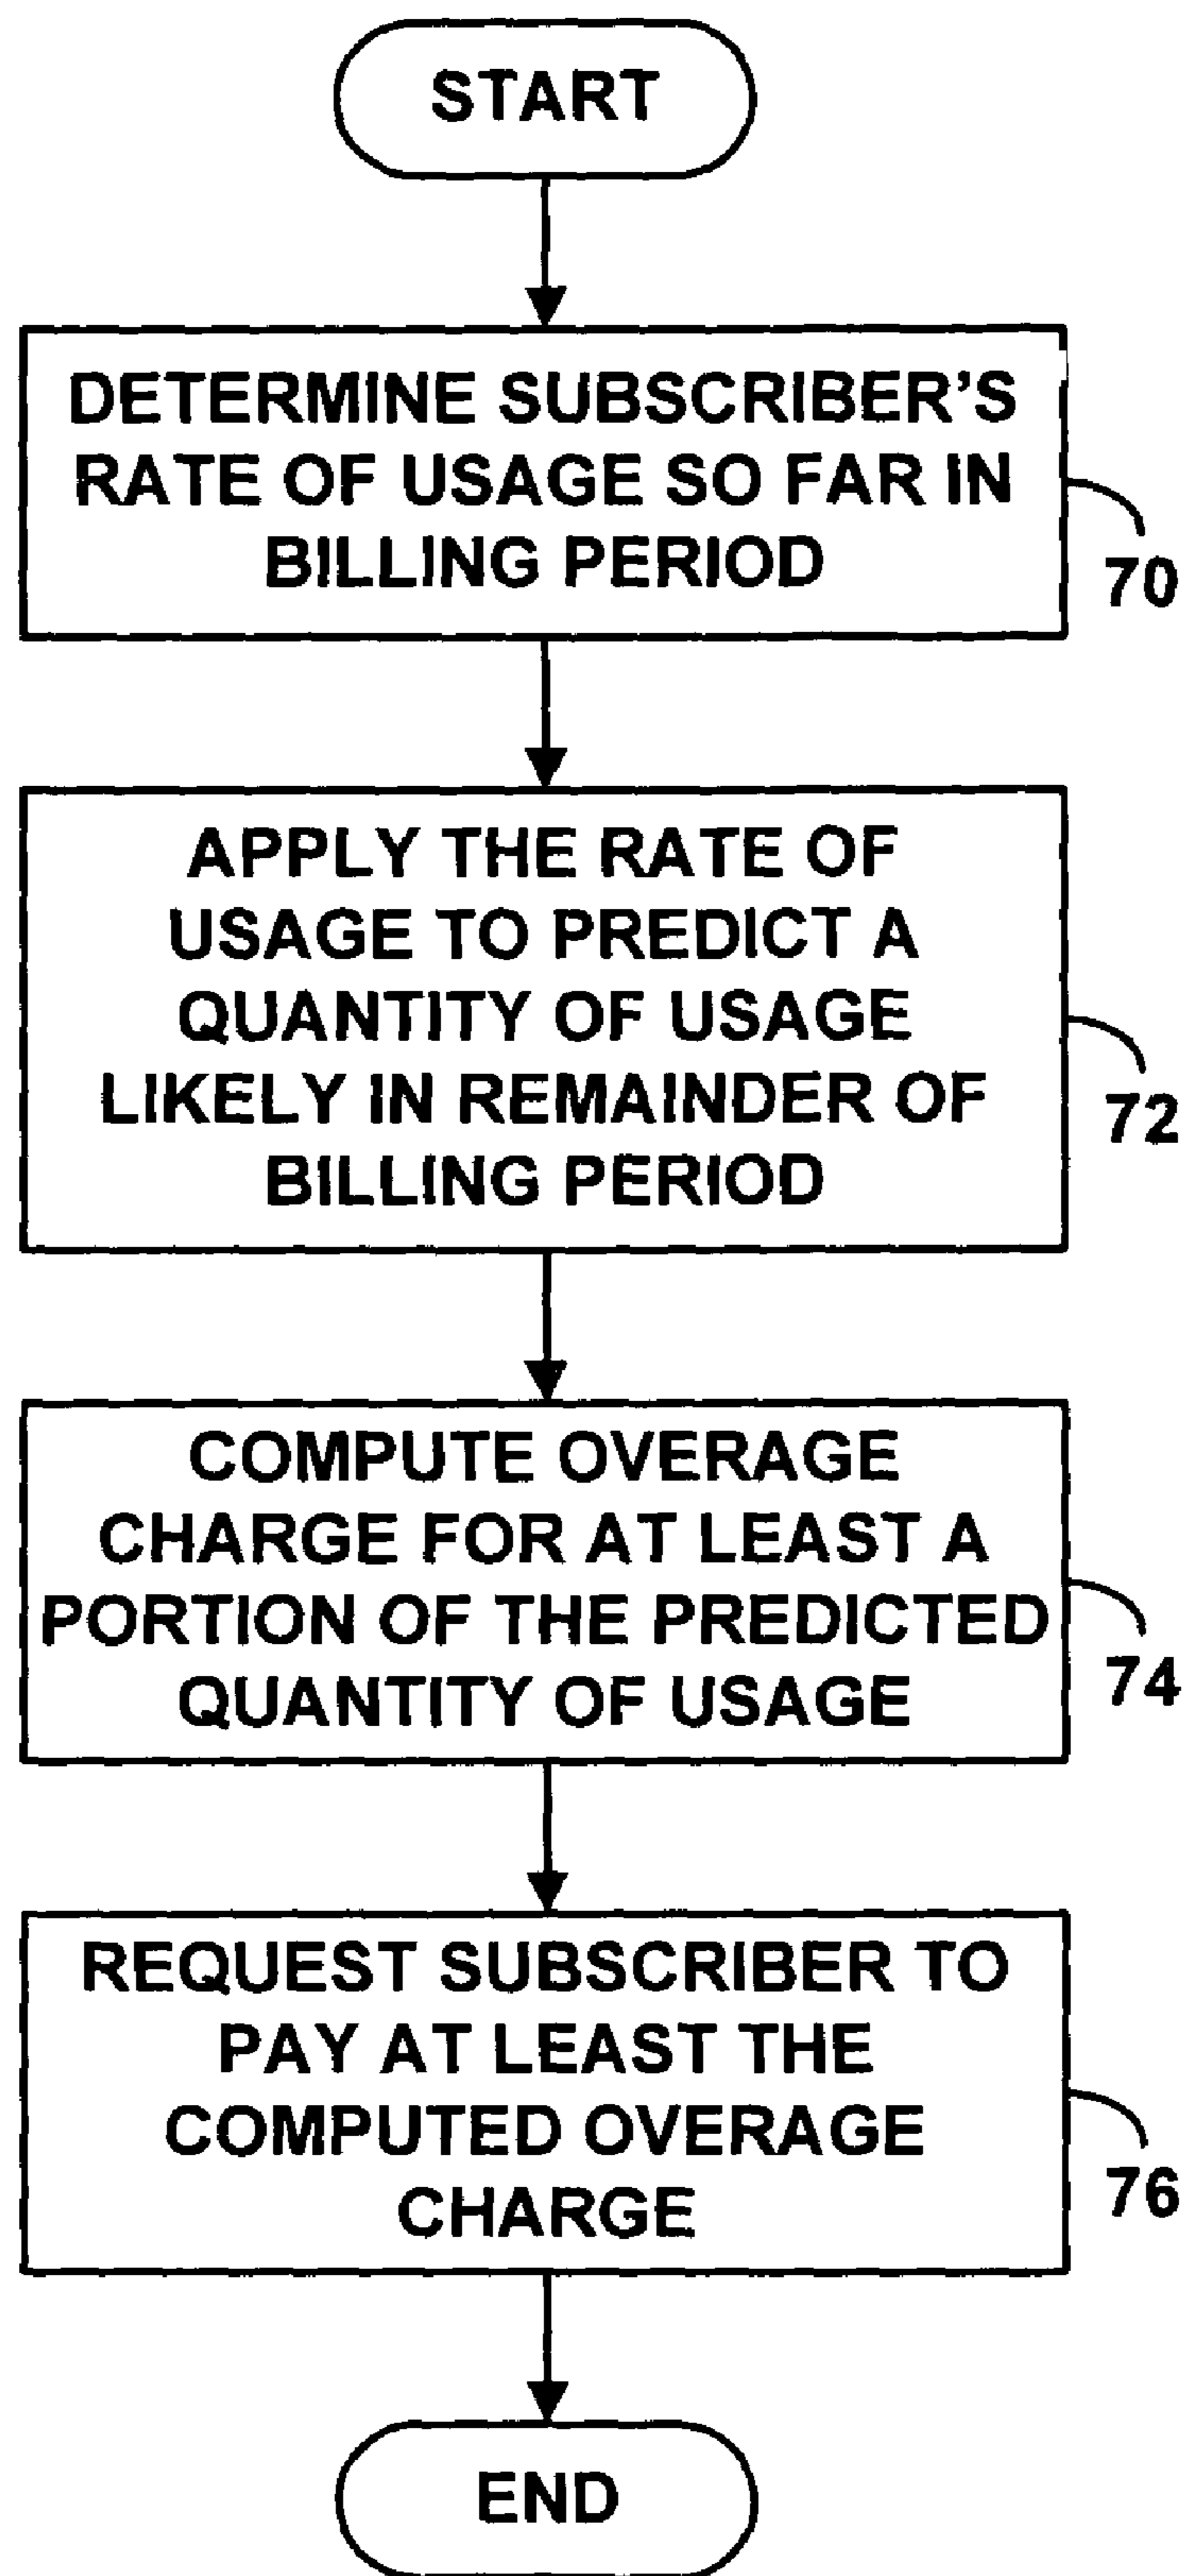 START
DETERMINE SUBSCRIBER'S
RATE OF USAGE SO FAR IN
BILLING PERIOD
70
APPLY THE RATE OF
USAGE TO PREDICT A
QUANTITY OF USAGE
LIKELY IN REMAINDER OF
BILLING PERIOD
72
COMPUTE OVERAGE
CHARGE FOR AT LEAST A
PORTION OF THE PREDICTED
QUANTITY OF USAGE
74
REQUEST SUBSCRIBER TO
PAY AT LEAST THE
COMPUTED OVERAGE
CHARGE
76
END